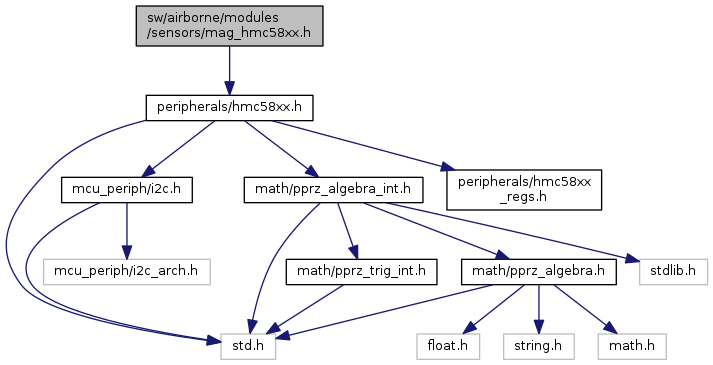 sw/airborne/modules
/sensors/mag_hmc58xx.h
peripherals/hmc58xx.h
mcu_periph/i2c.h
math/pprz_algebra_int.h
peripherals/hmc58xx
_regs.h
mcu_periph/i2c_arch.h
math/pprz_trig_int.h
math/pprz_algebra.h
stdlib.h
std.h
float.h
string.h
math.h